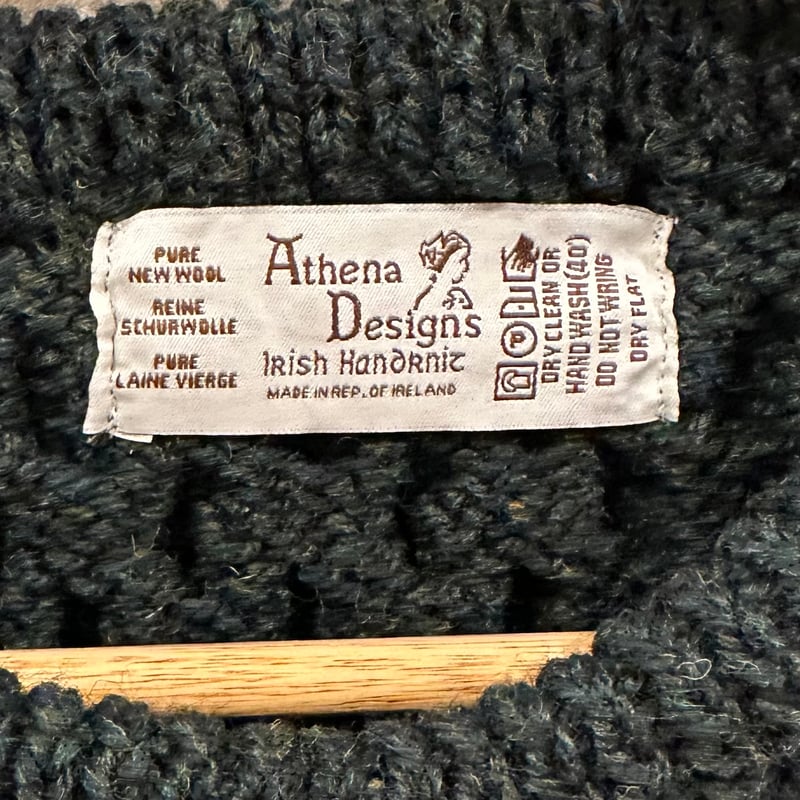 PURE
NEW WOOL
REINE
SCHURWOLLE
PURE
LAINE VIERGE
Athena
Designs
Irish Handknit
MADE IN REP. OF IRELAND
DRYCLEAN OR
HAND WASH (40)
DO NOT WRING
DRY FLAT